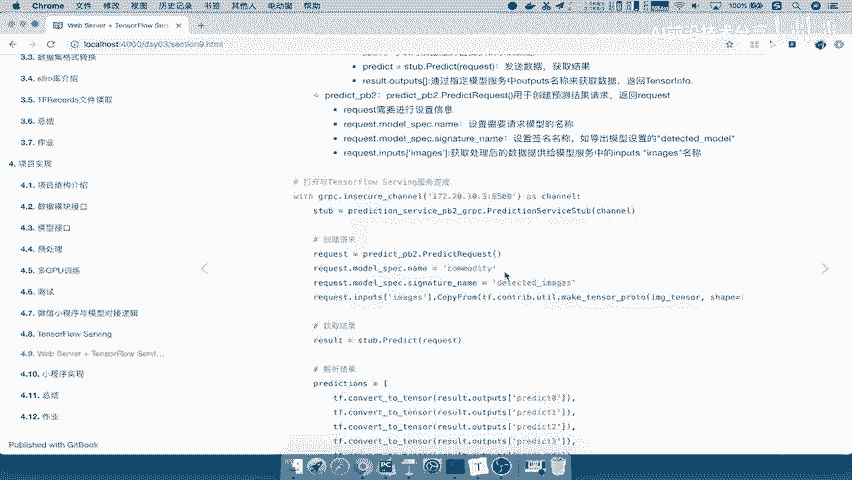 Chrome 文件 修改 视图 历史记录 书签 其他人 电动窗 帮助 100%
Web Server + TensorFlow Serv
localhost:4000/day03/section9.html
3.3. 数据集格式转换
3.4. slim库介绍
3.5. TFRecords文件读取
3.6. 总结
3.7. 作业
4. 项目实现
4.1. 项目结构介绍
4.2. 数据模块接口
4.3. 模型接口
4.4. 预处理
4.5. 多GPU训练
4.6. 测试
4.7. 微信小程序与模型对接逻辑
4.8. TensorFlow Serving
4.9. Web Server + TensorFlow Servi...
4.10. 小程序实现
4.11. 总结
4.12. 作业
Published with GitBook
predict = stub.Predict(request)：发送数据，获取结果
result.outputs[]:通过指定模型服务中outputs名称来获取数据，返回TensorInfo.
predict_pb2：predict_pb2.PredictRequest()用于创建预测结果请求，返回request
request需要进行设置信息
request.model_spec.name：设置需要请求模型的名称
request.model_spec.signature_name：设置签名名称，如导出模型设置的"detected_model"
request.inputs['images']:获取处理后的数据提供给模型服务中的inputs "images"名称
# 打开与Tensorflow Serving服务连接
with grpc.insecure_channel('172.20.10.3:8500') as channel:
stub = prediction_service_pb2_grpc.PredictionServiceStub(channel)
# 创建请求
request = predict_pb2.PredictRequest()
request.model_spec.name = 'commodity'
request.model_spec.signature_name = 'detected_images'
request.inputs['images'].CopyFrom(tf.contrib.util.make_tensor_proto(img_tensor, shape=
# 获取结果
result = stub.Predict(request)
# 解析结果
predictions = [
tf.convert_to_tensor(result.outputs['predict0']),
tf.convert_to_tensor(result.outputs['predict1']),
tf.convert_to_tensor(result.outputs['predict2']),
tf.convert_to_tensor(result.outputs['predict3']),